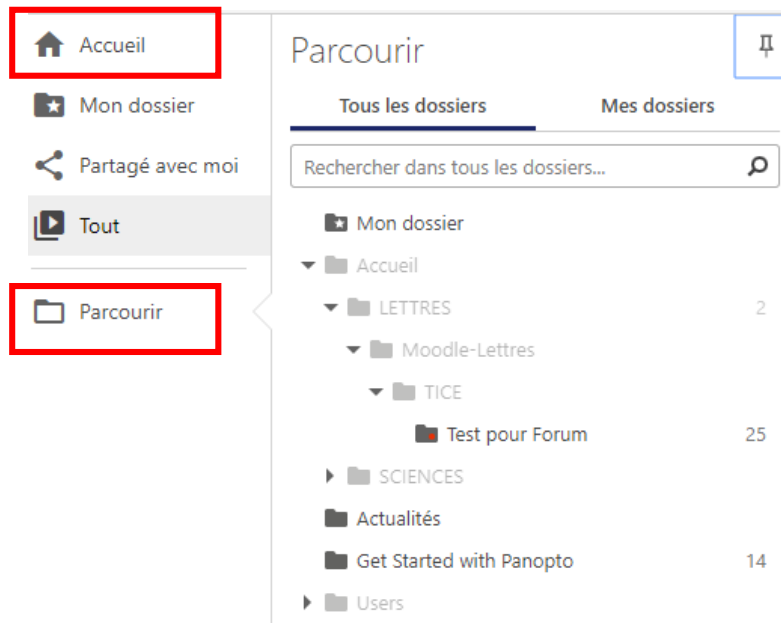 Accueil
Mon dossier
Partagé avec moi
Tout
Parcourir
Parcourir
Tous les dossiers Mes dossiers
Rechercher dans tous les dossiers...
Mon dossier
Accueil
LETTRES 2
Moodle-Lettres
TICE
Test pour Forum 25
SCIENCES
Actualités
Get Started with Panopto 14
Users